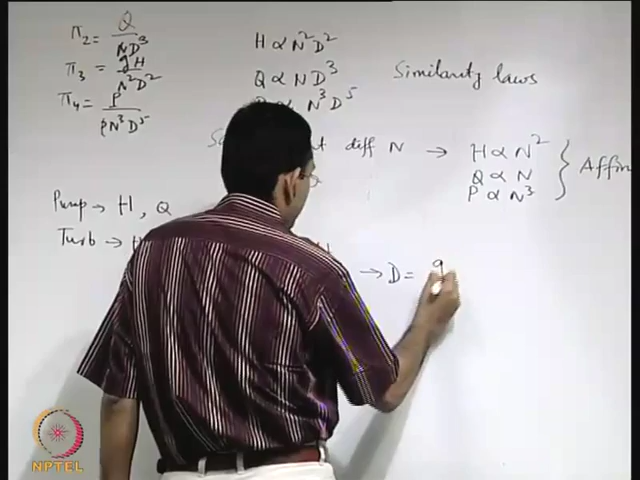 π₂ = Q / ND³
π₃ = gH / N²D²
π₄ = P / ρN³D⁵
H ∝ N²D²
Q ∝ ND³
∝ N³D⁵
Similarity laws
diff N → H ∝ N²
Q ∝ N
P ∝ N³
Affin
Pump → H, Q
Turb →
→ D = g
NPTEL